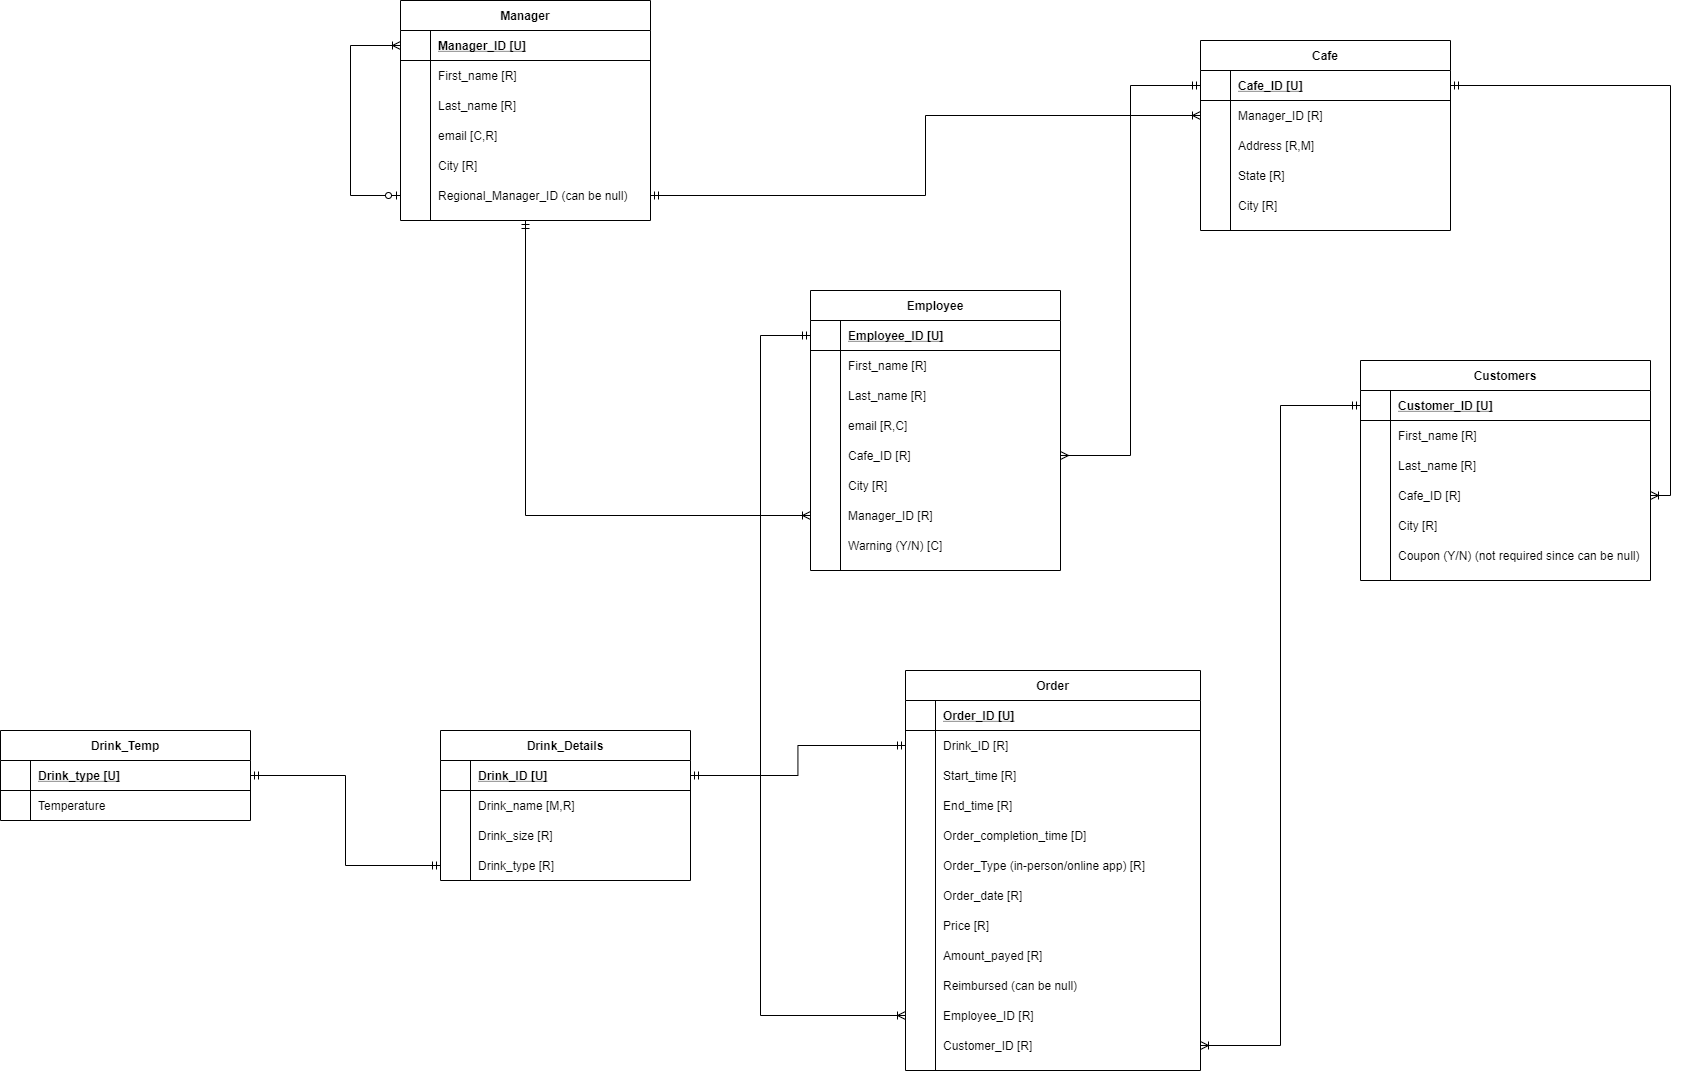 Manager
Manager_ID [U]
First_name [R]
Last_name [R]
email [C,R]
City [R]
Regional_Manager_ID (can be null)
Cafe
Cafe_ID [U]
Manager_ID [R]
Address [R,M]
State [R]
City [R]
Employee
Employee_ID [U]
First_name [R]
Last_name [R]
email [R,C]
Cafe_ID [R]
City [R]
Manager_ID [R]
Warning (Y/N) [C]
Customers
Customer_ID [U]
First_name [R]
Last_name [R]
Cafe_ID [R]
City [R]
Coupon (Y/N) (not required since can be null)
Drink_Temp
Drink_type [U]
Temperature
Drink_Details
Drink_ID [U]
Drink_name [M,R]
Drink_size [R]
Drink_type [R]
Order
Order_ID [U]
Drink_ID [R]
Start_time [R]
End_time [R]
Order_completion_time [D]
Order_Type (in-person/online app) [R]
Order_date [R]
Price [R]
Amount_payed [R]
Reimbursed (can be null)
Employee_ID [R]
Customer_ID [R]